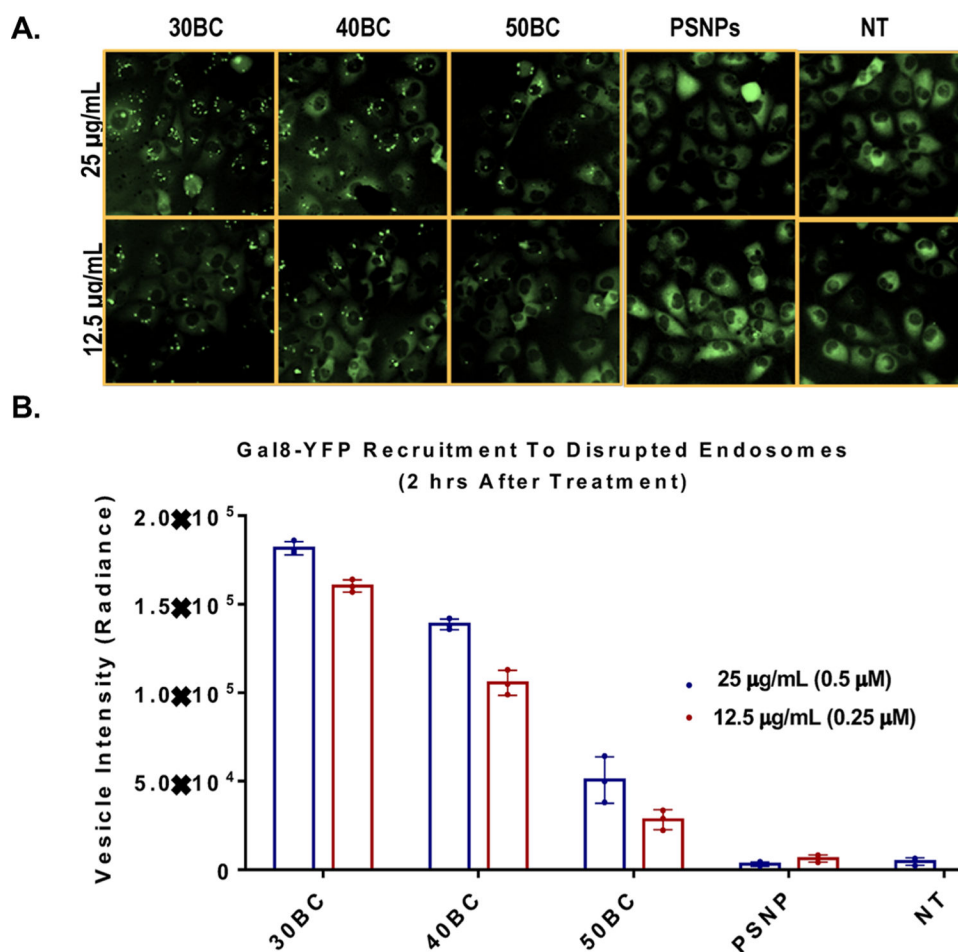 A.
30BC 40BC 50BC PSNPs NT
25 µg/mL
12.5 µg/mL
B.
Gal8-YFP Recruitment To Disrupted Endosomes
(2 hrs After Treatment)
Vesicle Intensity (Radiance)
2.0✖10 5
1.5✖10 5
1.0✖10 5
5.0✖10 4
0
25 µg/mL (0.5 µM)
12.5 µg/mL (0.25 µM)
30BC 40BC 50BC PSNP NT